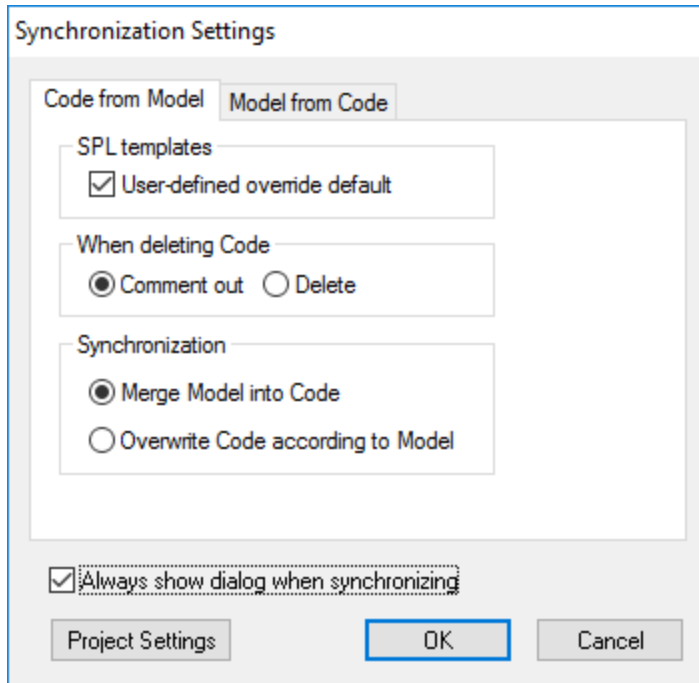 Synchronization Settings
Code from Model Model from Code
SPL templates
User-defined override default
When deleting Code
Comment out Delete
Synchronization
Merge Model into Code
Overwrite Code according to Model
Always show dialog when synchronizing
Project Settings OK Cancel